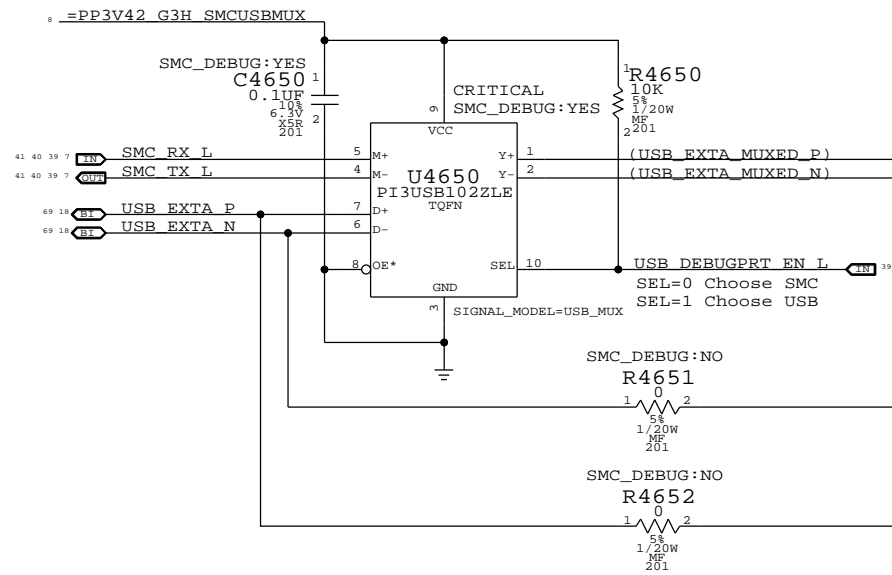 8 =PP3V42_G3H_SMCUSBMUX
SMC_DEBUG:YES
C4650 1
0.1UF
10%
6.3V
X5R 2
201
CRITICAL
SMC_DEBUG:YES
1 R4650
10K
5%
1/20W
MF
2 201
9
VCC
41 40 39 7 IN SMC_RX_L 5 M+ Y+ 1 (USB_EXTA_MUXED_P)
41 40 39 7 OUT SMC_TX_L 4 M- Y- 2 (USB_EXTA_MUXED_N)
U4650
PI3USB102ZLE
TQFN
69 18 BI USB_EXTA_P 7 D+
69 18 BI USB_EXTA_N 6 D-
8 OE* SEL 10 USB_DEBUGPRT_EN_L IN 39
SEL=0 Choose SMC
SEL=1 Choose USB
GND
3
SIGNAL_MODEL=USB_MUX
SMC_DEBUG:NO
R4651
1 0 2
5%
1/20W
MF
201
SMC_DEBUG:NO
R4652
1 0 2
5%
1/20W
MF
201